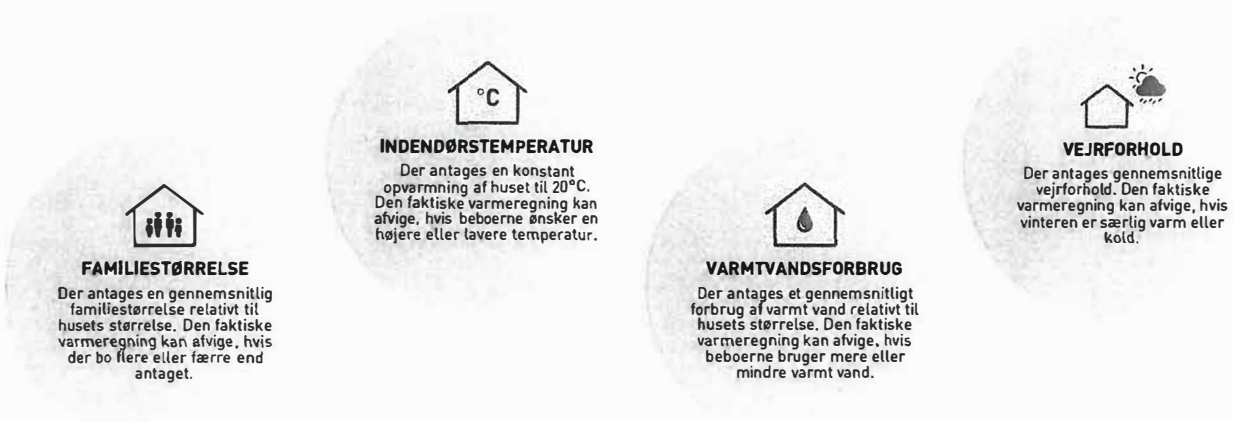 FAMILIESTØRRELSE
Der antages en gennemsnitlig
familiestørrelse relativt til
husets størrelse. Den faktiske
varmeregning kan afvige, hvis
der bo flere eller færre end
antaget.
°C
INDENDØRSTEMPERATUR
Der antages en konstant
opvarmning af huset til 20°C.
Den faktiske varmeregning kan
afvige, hvis beboerne ønsker en
højere eller lavere temperatur.
VARMTVANDSFORBRUG
Der antages et gennemsnitligt
forbrug af varmt vand relativt til
husets størrelse. Den faktiske
varmeregning kan afvige, hvis
beboerne bruger mere eller
mindre varmt vand.
VEJRFORHOLD
Der antages gennemsnitlige
vejrforhold. Den faktiske
varmeregning kan afvige, hvis
vinteren er særlig varm eller
kold.